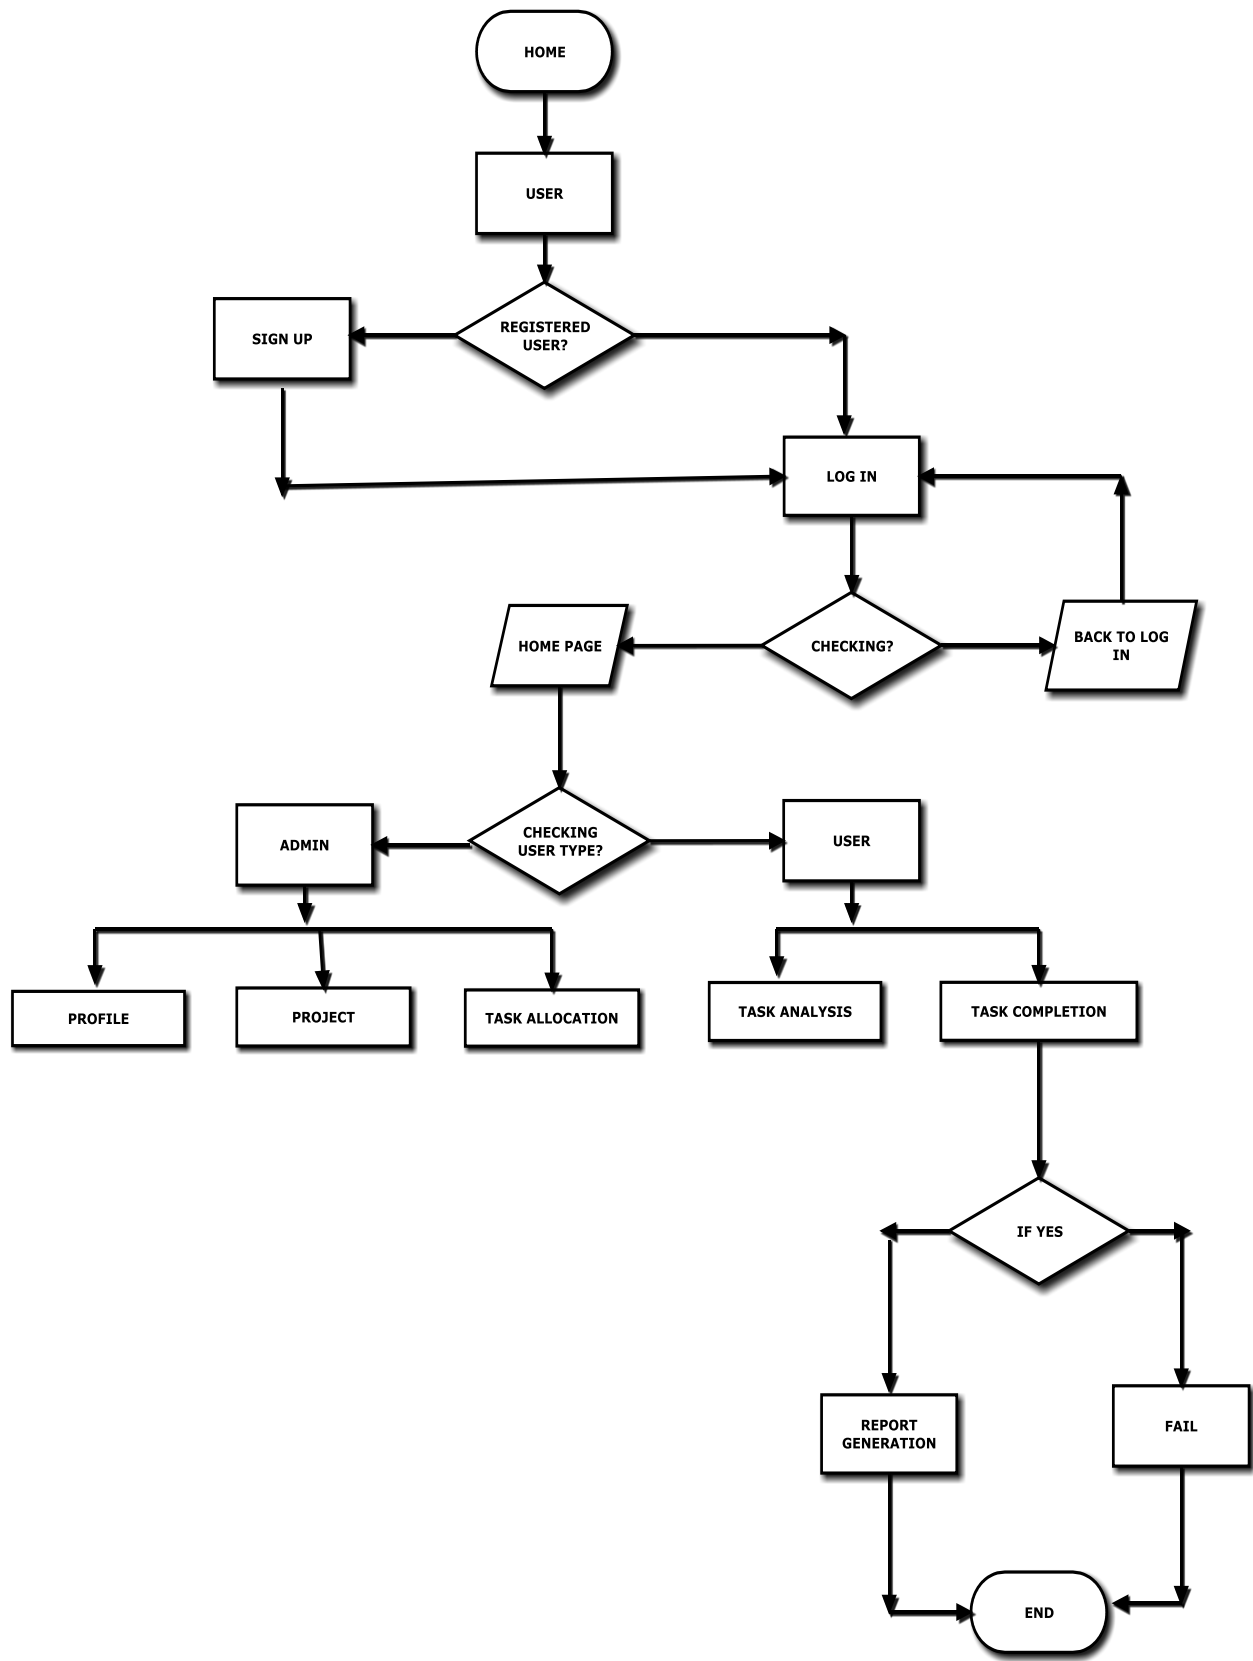 HOME
USER
REGISTERED
USER?
SIGN UP
LOG IN
HOME PAGE
CHECKING?
BACK TO LOG
IN
ADMIN
CHECKING
USER TYPE?
USER
PROFILE
PROJECT
TASK ALLOCATION
TASK ANALYSIS
TASK COMPLETION
IF YES
REPORT
GENERATION
FAIL
END